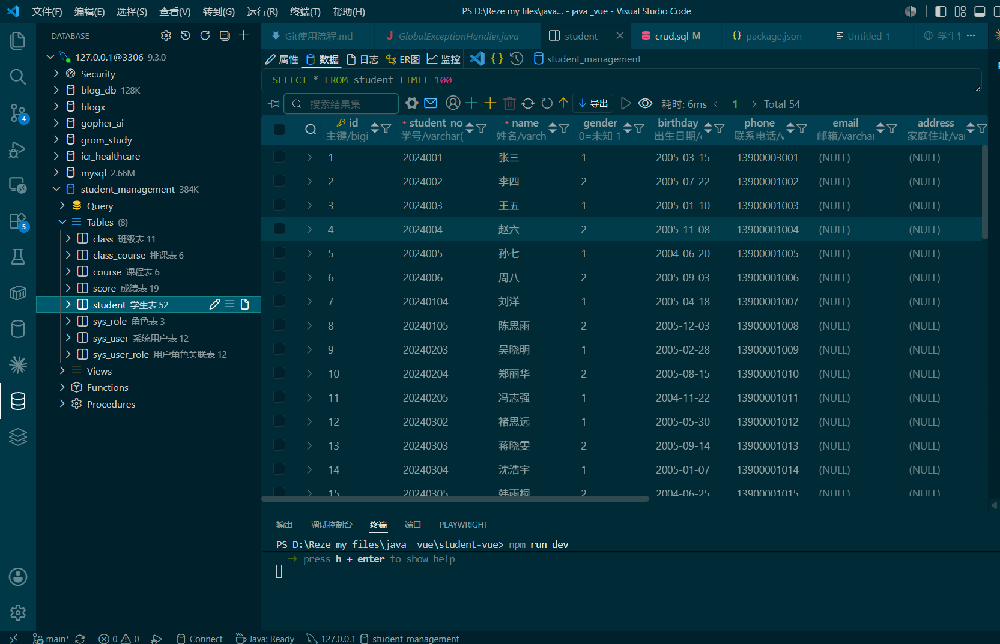 文件(F) 编辑(E) 选择(S) 查看(V) 转到(G) 运行(R) 终端(T) 帮助(H) PS D:\Reze my files\java... - java _vue - Visual Studio Code
DATABASE
127.0.0.1@3306 9.3.0
Security
blog_db 128K
blogx
gopher_ai
grom_study
icr_healthcare
mysql 2.66M
student_management 384K
Query
Tables (8)
class 班级表 11
class_course 排课表 6
course 课程表 6
score 成绩表 19
student 学生表 52
sys_role 角色表 3
sys_user 系统用户表 12
sys_user_role 用户角色关联表 12
Views
Functions
Procedures
4
5
Git使用流程.md J GlobalExceptionHandler.java student crud.sql M {} package.json Untitled-1 学生
属性 数据 日志 ER图 监控 {} student_management
SELECT * FROM student LIMIT 100
搜索结果集 导出 耗时: 6ms 1 Total 54
id * student_no * name gender birthday phone email address
主键/bigi 学号/varchar( 姓名/varch 0=未知 1 出生日期/ 联系电话/v 邮箱/varchar 家庭住址/va
1 2024001 张三 1 2005-03-15 13900003001 (NULL) (NULL)
2 2024002 李四 2 2005-07-22 13900001002 (NULL) (NULL)
3 2024003 王五 1 2005-01-10 13900001003 (NULL) (NULL)
4 2024004 赵六 2 2005-11-08 13900001004 (NULL) (NULL)
5 2024005 孙七 1 2004-06-20 13900001005 (NULL) (NULL)
6 2024006 周八 2 2005-09-03 13900001006 (NULL) (NULL)
7 20240104 刘洋 1 2005-04-18 13900001007 (NULL) (NULL)
8 20240105 陈思雨 2 2005-12-03 13900001008 (NULL) (NULL)
9 20240203 吴晓明 1 2005-02-28 13900001009 (NULL) (NULL)
10 20240204 郑丽华 2 2005-08-15 13900001010 (NULL) (NULL)
11 20240205 冯志强 1 2004-11-22 13900001011 (NULL) (NULL)
12 20240302 褚思远 1 2005-05-30 13900001012 (NULL) (NULL)
13 20240303 蒋晓雯 2 2005-09-14 13900001013 (NULL) (NULL)
14 20240304 沈浩宇 1 2005-01-07 13900001014 (NULL) (NULL)
15 20240305 韩雨桐 2 2004-06-25 13900001015 (NULL) (NULL)
输出 调试控制台 终端 端口 PLAYWRIGHT
PS D:\Reze my files\java _vue\student-vue> npm run dev
➜ press h + enter to show help
main* 0 0 Connect Java: Ready 127.0.0.1 student_management